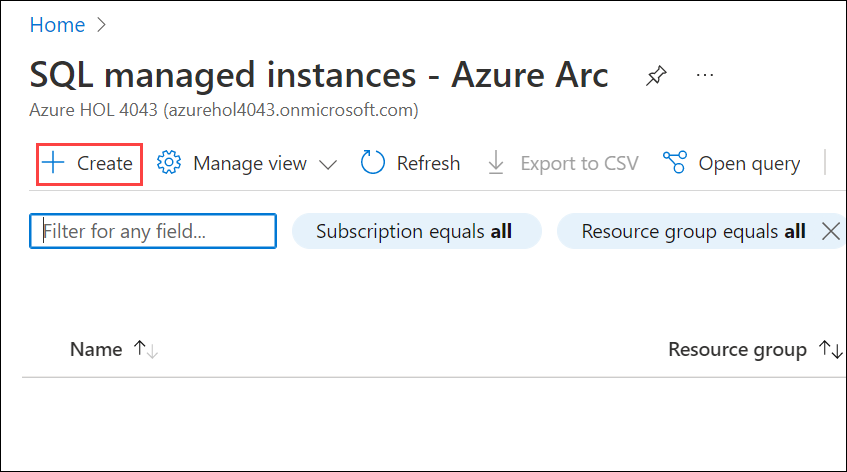 Home
SQL managed instances - Azure Arc
Azure HOL 4043 (azurehol4043.onmicrosoft.com)
Create Manage view Refresh Export to CSV Open query
Filter for any field... Subscription equals all Resource group equals all
Name Resource group